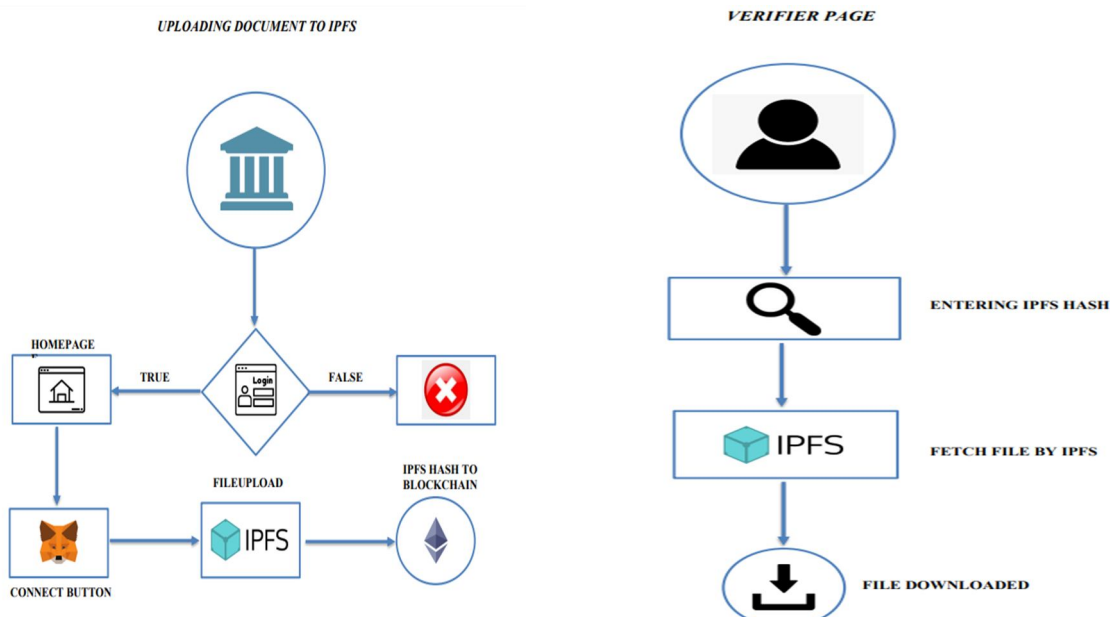 UPLOADING DOCUMENT TO IPFS
HOMEPAGE
TRUE
Login
FALSE
FILEUPLOAD
IPFS HASH TO
BLOCKCHAIN
IPFS
CONNECT BUTTON
VERIFIER PAGE
ENTERING IPFS HASH
IPFS
FETCH FILE BY IPFS
FILE DOWNLOADED